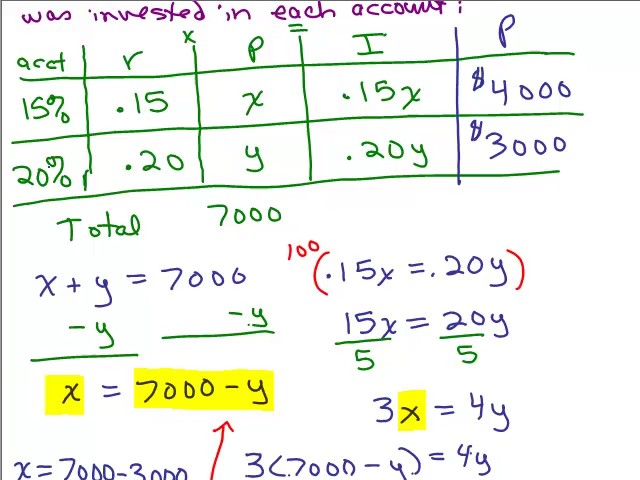 was invested in each account?
acct r x P = I P
15% .15 x .15x $4000
20% .20 y .20y $3000
Total 7000
x + y = 7000 100(.15x = .20y)
-y -y 15x = 20y
5 5
x = 7000 - y
3x = 4y
x = 7000 - 3000 3(7000 - y) = 4y